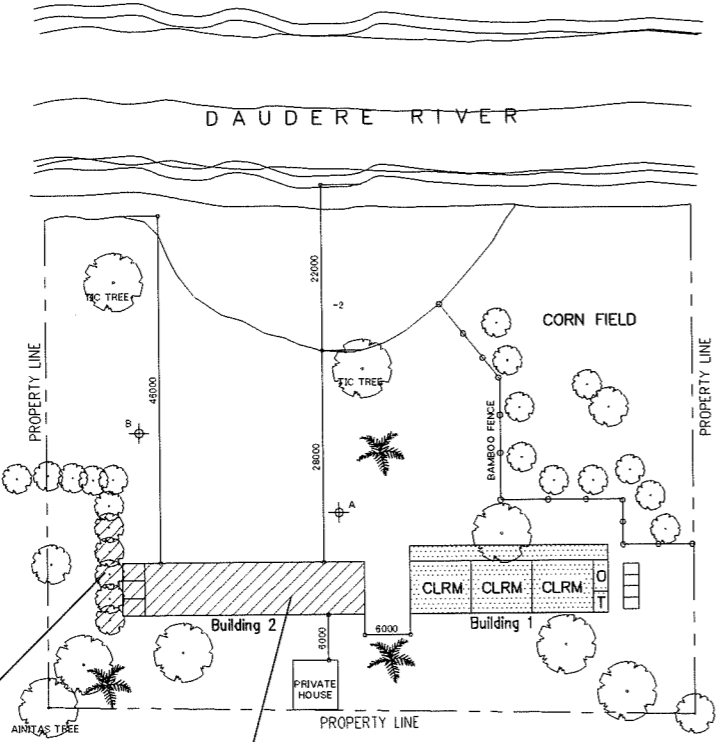 DAUDERE RIVER
22000
-2
TIC TREE
CORN FIELD
PROPERTY LINE
PROPERTY LINE
TIC TREE
46000
B
28000
BAMBOO FENCE
A
CLRM
CLRM
CLRM
O
T
Building 2
Building 1
6000
6000
PRIVATE
HOUSE
AINITAS TREE
PROPERTY LINE